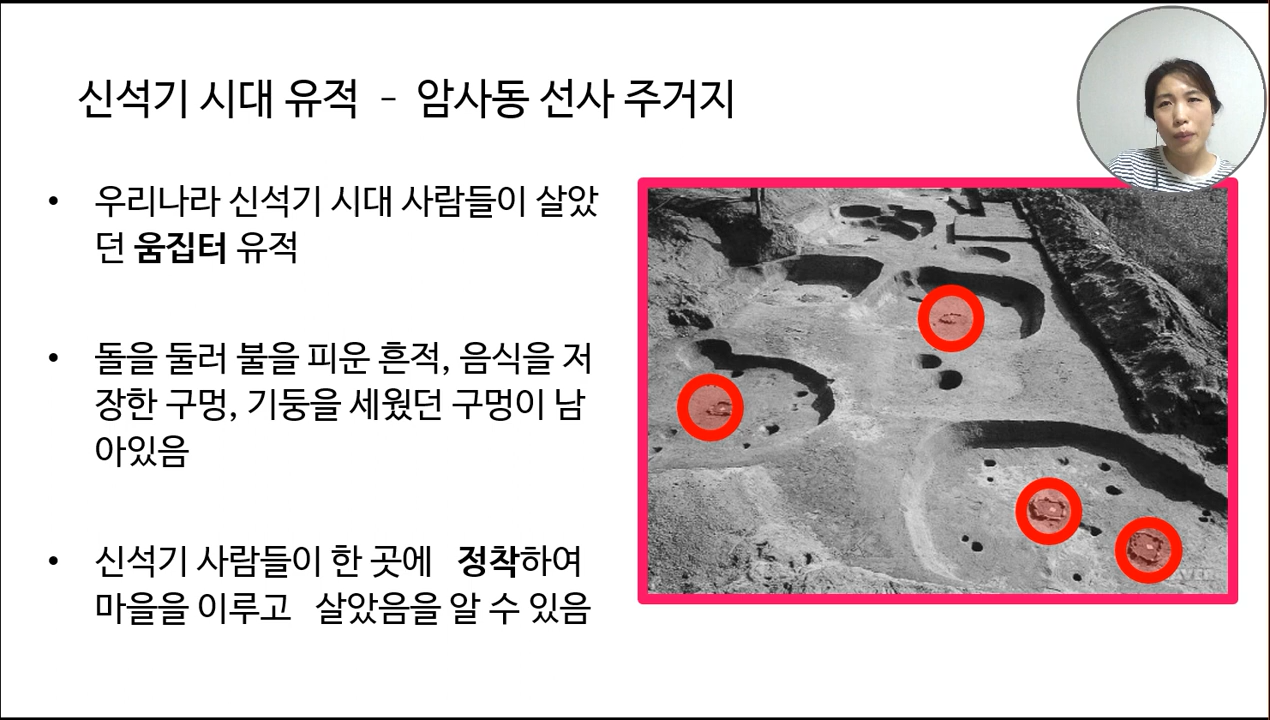 신석기 시대 유적 - 암사동 선사 주거지
• 우리나라 신석기 시대 사람들이 살았
던 움집터 유적
• 돌을 둘러 불을 피운 흔적, 음식을 저
장한 구멍, 기둥을 세웠던 구멍이 남
아있음
• 신석기 사람들이 한 곳에 정착하여
마을을 이루고 살았음을 알 수 있음